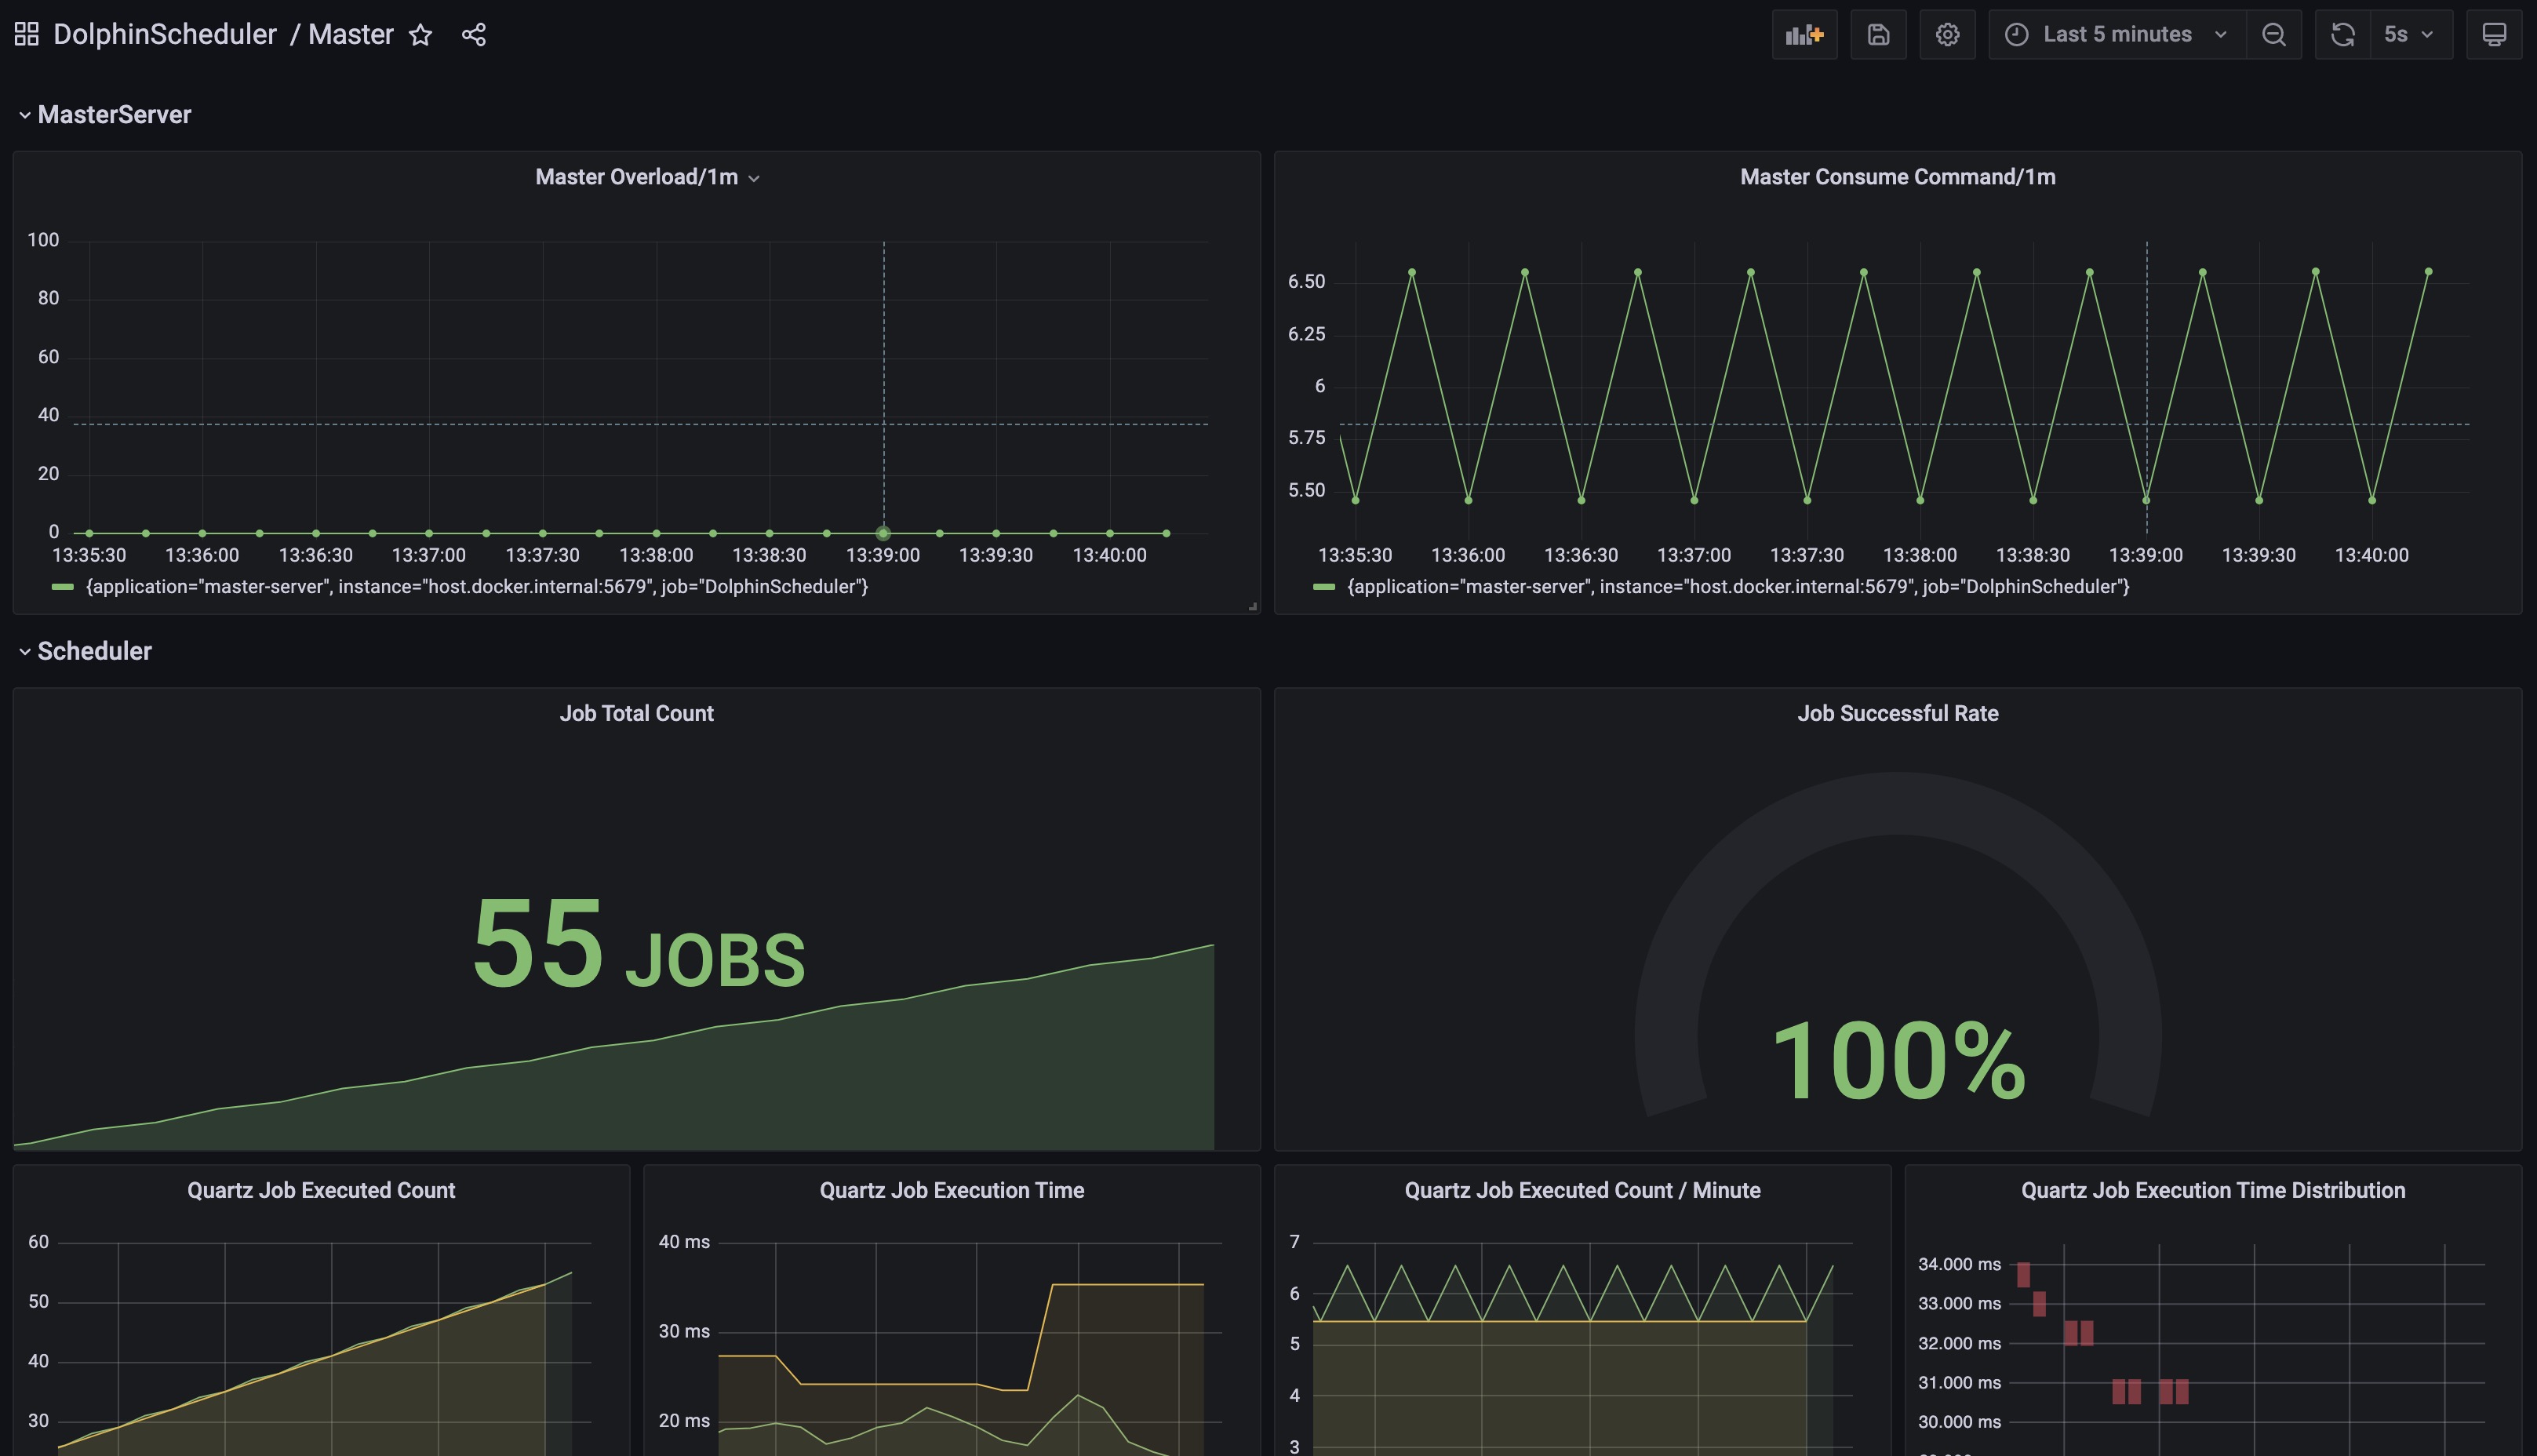 DolphinScheduler / Master
Last 5 minutes
5s
MasterServer
Master Overload/1m
100
80
60
40
20
0
13:35:30 13:36:00 13:36:30 13:37:00 13:37:30 13:38:00 13:38:30 13:39:00 13:39:30 13:40:00
{application="master-server", instance="host.docker.internal:5679", job="DolphinScheduler"}
Master Consume Command/1m
6.50
6.25
6
5.75
5.50
13:35:30 13:36:00 13:36:30 13:37:00 13:37:30 13:38:00 13:38:30 13:39:00 13:39:30 13:40:00
{application="master-server", instance="host.docker.internal:5679", job="DolphinScheduler"}
Scheduler
Job Total Count
55 JOBS
Job Successful Rate
100%
Quartz Job Executed Count
60
50
40
30
Quartz Job Execution Time
40 ms
30 ms
20 ms
Quartz Job Executed Count / Minute
7
6
5
4
3
Quartz Job Execution Time Distribution
34.000 ms
33.000 ms
32.000 ms
31.000 ms
30.000 ms